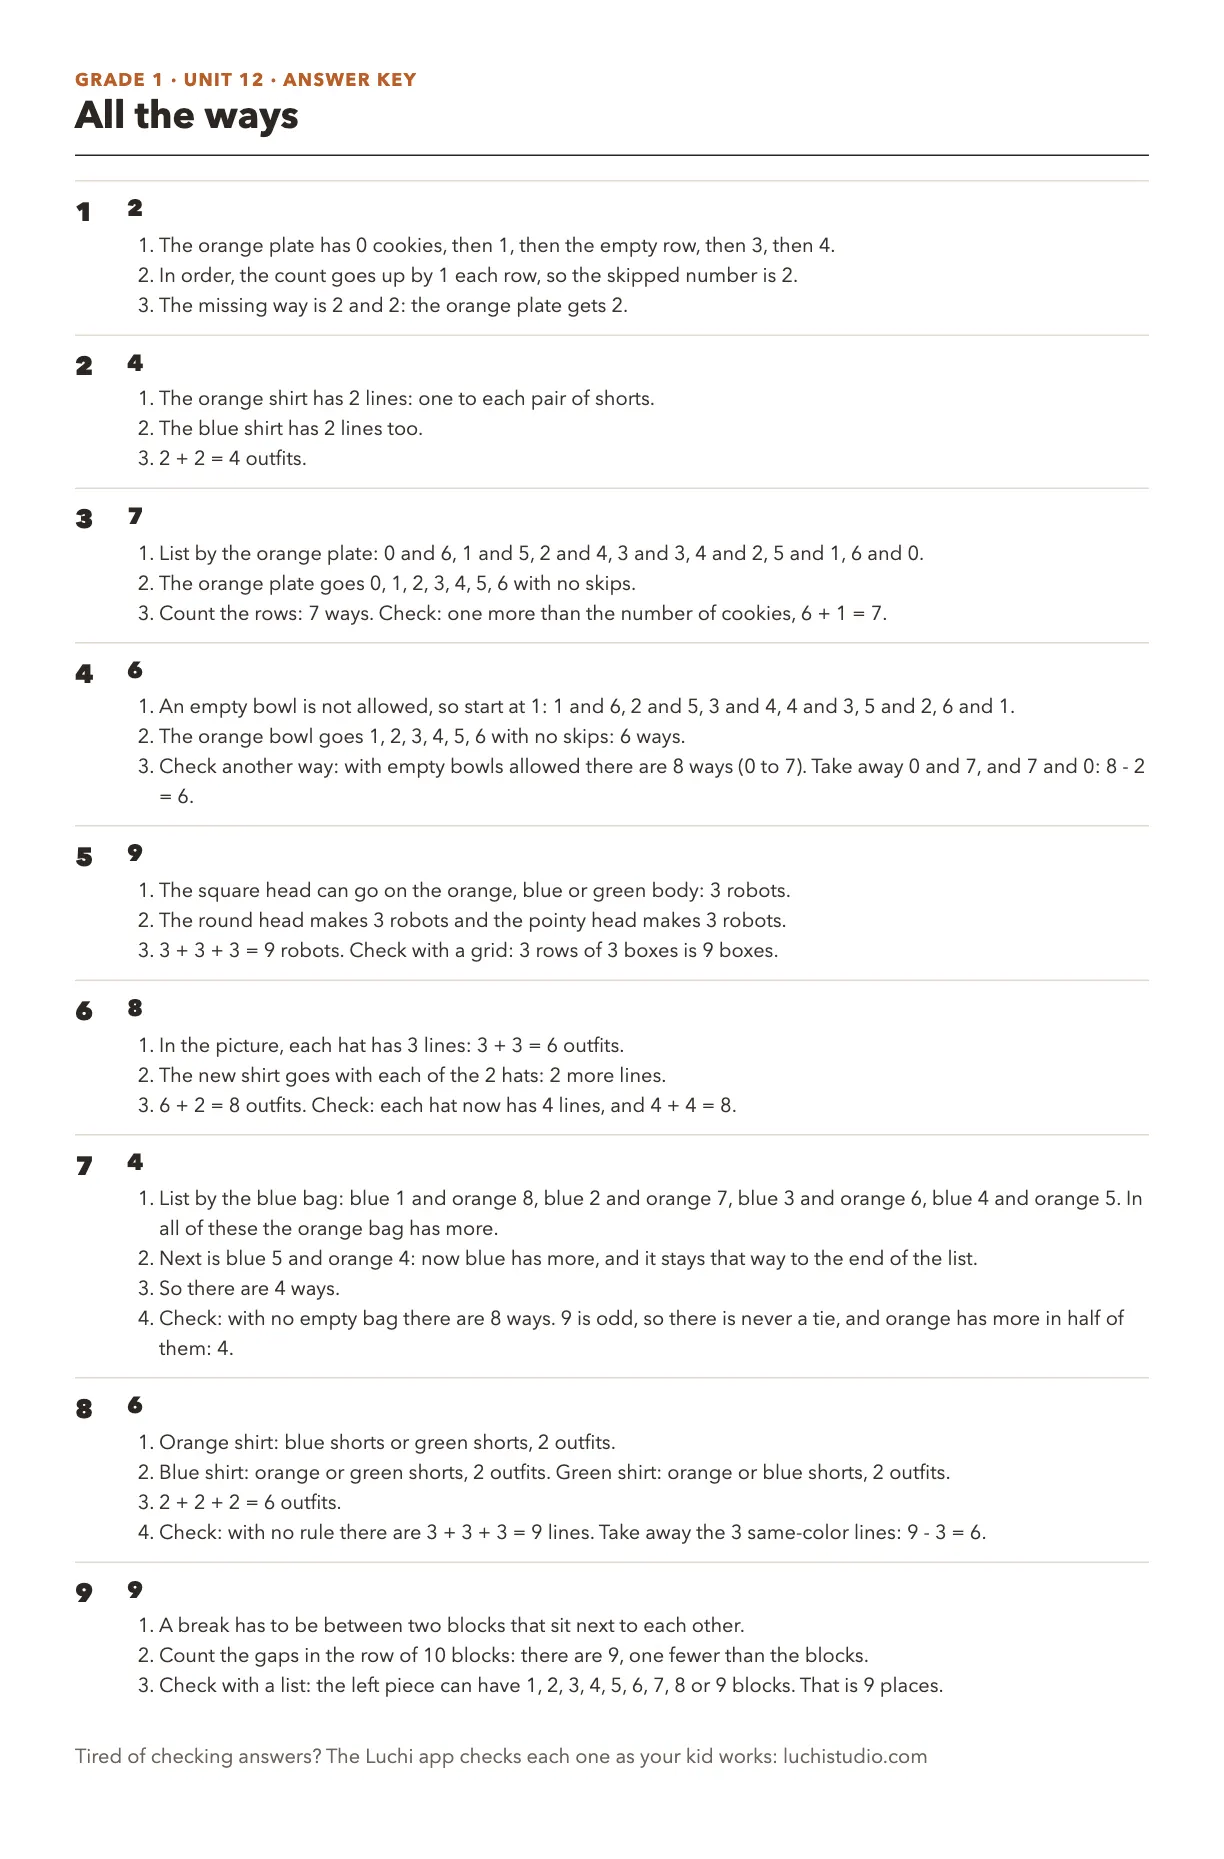 GRADE 1 · UNIT 12 · ANSWER KEY
All the ways
1 2
1. The orange plate has 0 cookies, then 1, then the empty row, then 3, then 4.
2. In order, the count goes up by 1 each row, so the skipped number is 2.
3. The missing way is 2 and 2: the orange plate gets 2.
2 4
1. The orange shirt has 2 lines: one to each pair of shorts.
2. The blue shirt has 2 lines too.
3. 2 + 2 = 4 outfits.
3 7
1. List by the orange plate: 0 and 6, 1 and 5, 2 and 4, 3 and 3, 4 and 2, 5 and 1, 6 and 0.
2. The orange plate goes 0, 1, 2, 3, 4, 5, 6 with no skips.
3. Count the rows: 7 ways. Check: one more than the number of cookies, 6 + 1 = 7.
4 6
1. An empty bowl is not allowed, so start at 1: 1 and 6, 2 and 5, 3 and 4, 4 and 3, 5 and 2, 6 and 1.
2. The orange bowl goes 1, 2, 3, 4, 5, 6 with no skips: 6 ways.
3. Check another way: with empty bowls allowed there are 8 ways (0 to 7). Take away 0 and 7, and 7 and 0: 8 - 2
= 6.
5 9
1. The square head can go on the orange, blue or green body: 3 robots.
2. The round head makes 3 robots and the pointy head makes 3 robots.
3. 3 + 3 + 3 = 9 robots. Check with a grid: 3 rows of 3 boxes is 9 boxes.
6 8
1. In the picture, each hat has 3 lines: 3 + 3 = 6 outfits.
2. The new shirt goes with each of the 2 hats: 2 more lines.
3. 6 + 2 = 8 outfits. Check: each hat now has 4 lines, and 4 + 4 = 8.
7 4
1. List by the blue bag: blue 1 and orange 8, blue 2 and orange 7, blue 3 and orange 6, blue 4 and orange 5. In
all of these the orange bag has more.
2. Next is blue 5 and orange 4: now blue has more, and it stays that way to the end of the list.
3. So there are 4 ways.
4. Check: with no empty bag there are 8 ways. 9 is odd, so there is never a tie, and orange has more in half of
them: 4.
8 6
1. Orange shirt: blue shorts or green shorts, 2 outfits.
2. Blue shirt: orange or green shorts, 2 outfits. Green shirt: orange or blue shorts, 2 outfits.
3. 2 + 2 + 2 = 6 outfits.
4. Check: with no rule there are 3 + 3 + 3 = 9 lines. Take away the 3 same-color lines: 9 - 3 = 6.
9 9
1. A break has to be between two blocks that sit next to each other.
2. Count the gaps in the row of 10 blocks: there are 9, one fewer than the blocks.
3. Check with a list: the left piece can have 1, 2, 3, 4, 5, 6, 7, 8 or 9 blocks. That is 9 places.
Tired of checking answers? The Luchi app checks each one as your kid works: luchistudio.com